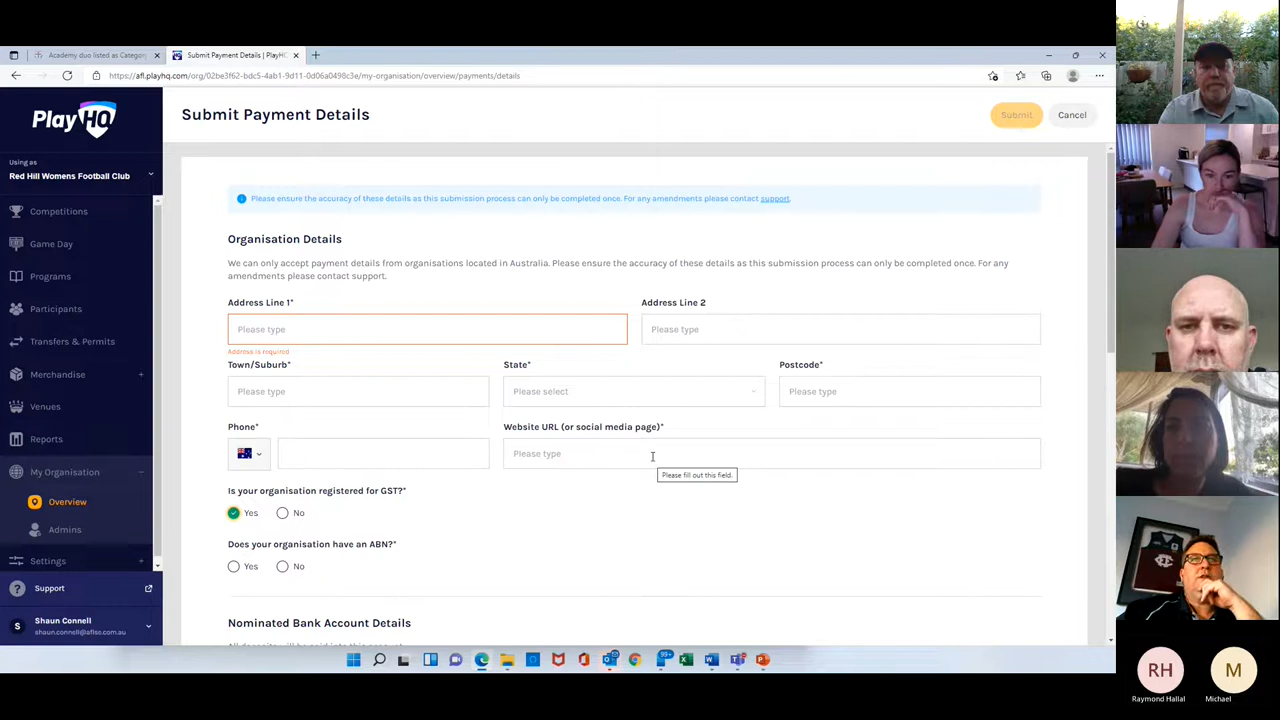 Academy duo listed as Category
Submit Payment Details | PlayHQ
https://afl.playhq.com/org/02be3f62-bdc5-4ab1-9d11-0d06a0498c3e/my-organisation/overview/payments/details
PlayHQ
Using as
Red Hill Womens Football Club
Competitions
Game Day
Programs
Participants
Transfers & Permits
Merchandise
Venues
Reports
My Organisation
Overview
Admins
Settings
Support
S
Shaun Connell
shaun.connell@aflse.com.au
Submit Payment Details
Submit
Cancel
Please ensure the accuracy of these details as this submission process can only be completed once. For any amendments please contact support.
Organisation Details
We can only accept payment details from organisations located in Australia. Please ensure the accuracy of these details as this submission process can only be completed once. For any
amendments please contact support.
Address Line 1*
Address Line 2
Please type
Please type
Address is required
Town/Suburb*
State*
Postcode*
Please type
Please select
Please type
Phone*
Website URL (or social media page)*
Please type
Please fill out this field.
Is your organisation registered for GST?*
Yes
No
Does your organisation have an ABN?*
Yes
No
Nominated Bank Account Details
99+
RH
M
Raymond Hallal
Michael